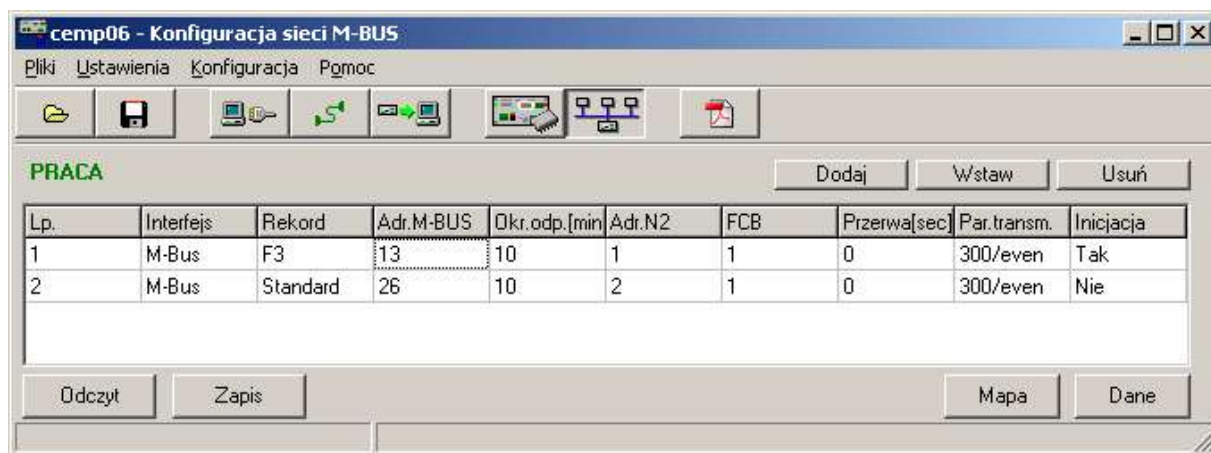 cemp06 - Konfiguracja sieci M-BUS
Pliki Ustawienia Konfiguracja Pomoc
PRACA Dodaj Wstaw Usuń
Lp. Interfejs Rekord Adr.M-BUS Okr.odp.[min Adr.N2 FCB Przerwa[sec] Par.transm. Inicjacja
1 M-Bus F3 13 10 1 1 0 300/even Tak
2 M-Bus Standard 26 10 2 1 0 300/even Nie
Odczyt Zapis Mapa Dane